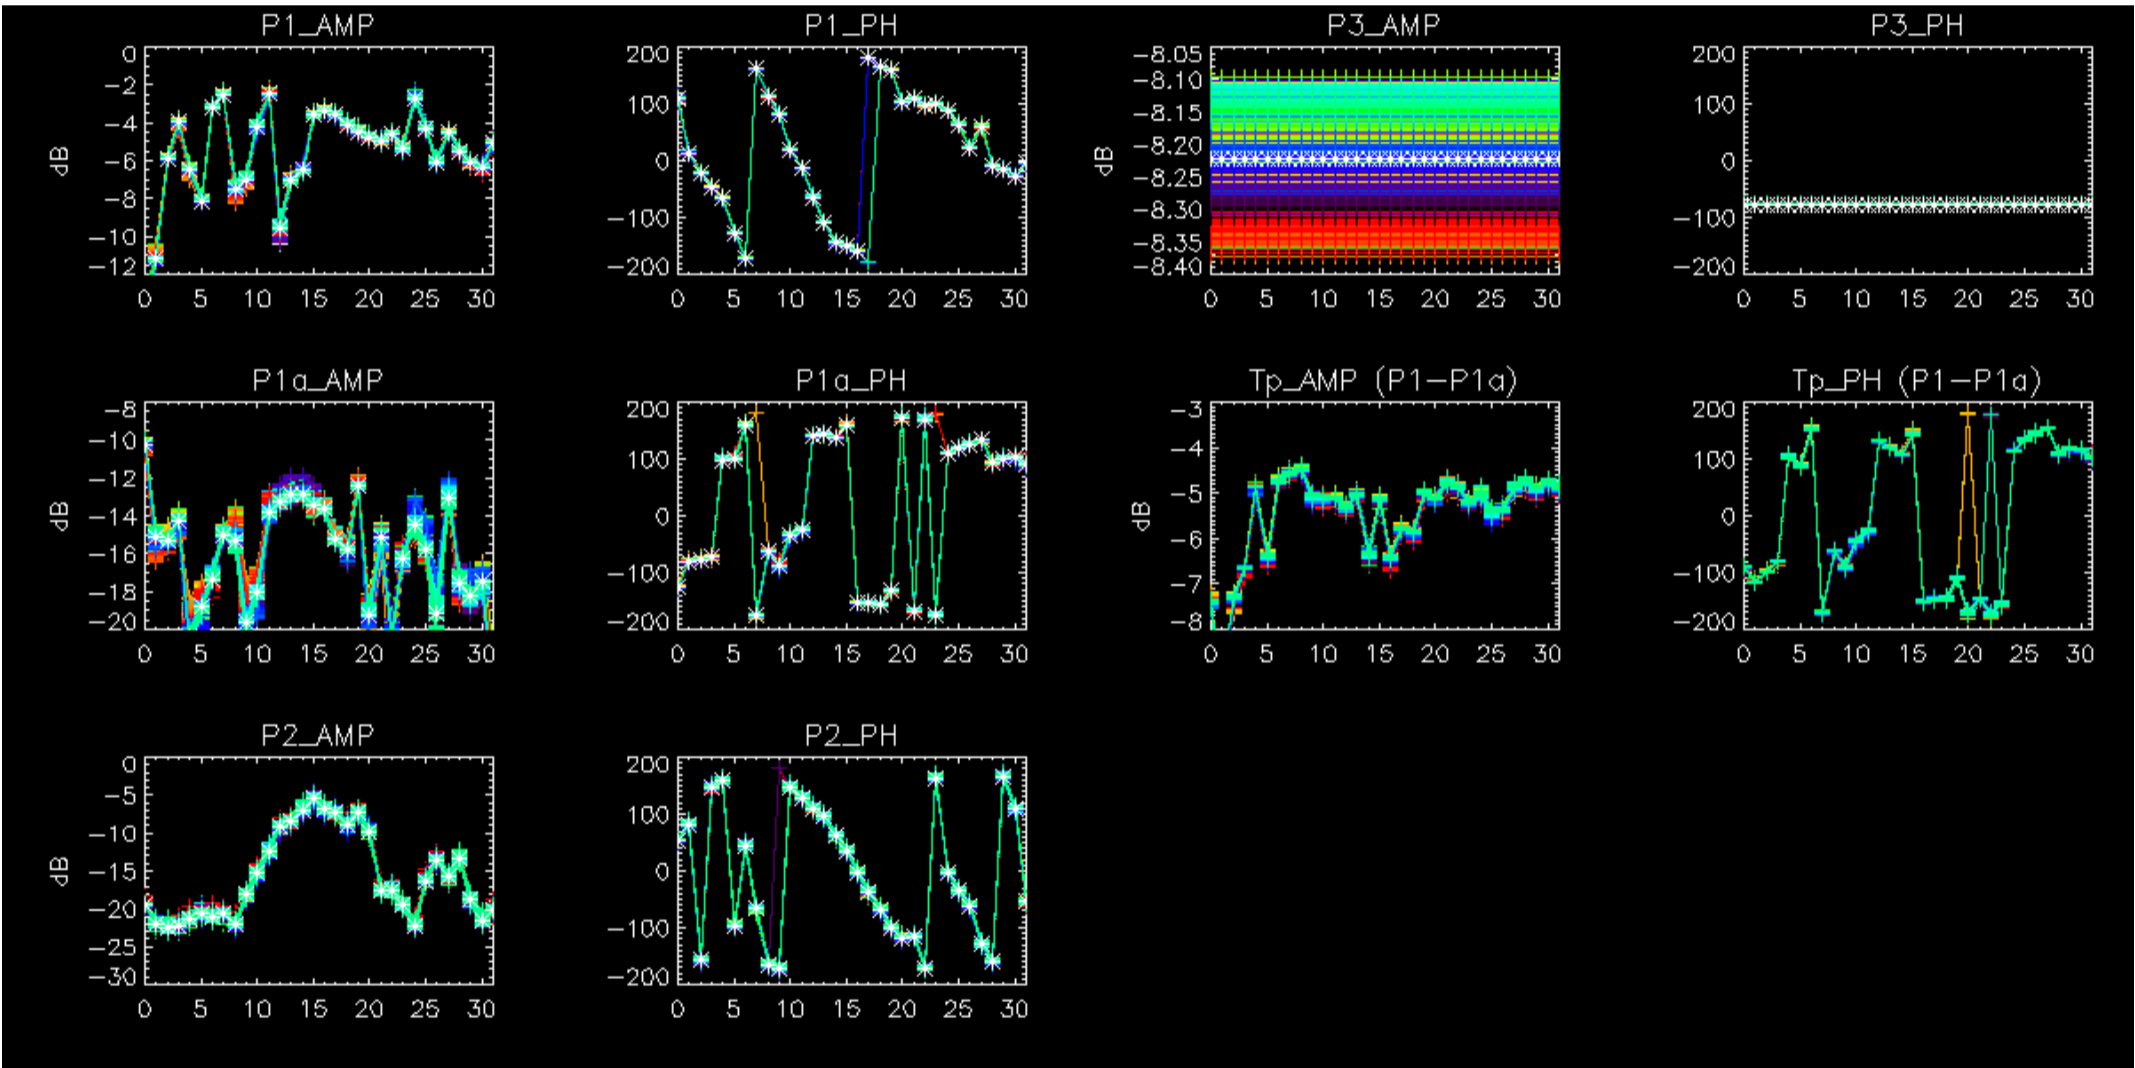 P1_AMP
dB
0
-2
-4
-6
-8
-10
-12
0 5 10 15 20 25 30
P1_PH
200
100
0
-100
-200
0 5 10 15 20 25 30
P3_AMP
dB
-8.05
-8.10
-8.15
-8.20
-8.25
-8.30
-8.35
-8.40
0 5 10 15 20 25 30
P3_PH
200
100
0
-100
-200
0 5 10 15 20 25 30
P1a_AMP
dB
-8
-10
-12
-14
-16
-18
-20
0 5 10 15 20 25 30
P1a_PH
200
100
0
-100
-200
0 5 10 15 20 25 30
Tp_AMP (P1-P1a)
dB
-3
-4
-5
-6
-7
-8
0 5 10 15 20 25 30
Tp_PH (P1-P1a)
200
100
0
-100
-200
0 5 10 15 20 25 30
P2_AMP
dB
0
-5
-10
-15
-20
-25
-30
0 5 10 15 20 25 30
P2_PH
200
100
0
-100
-200
0 5 10 15 20 25 30